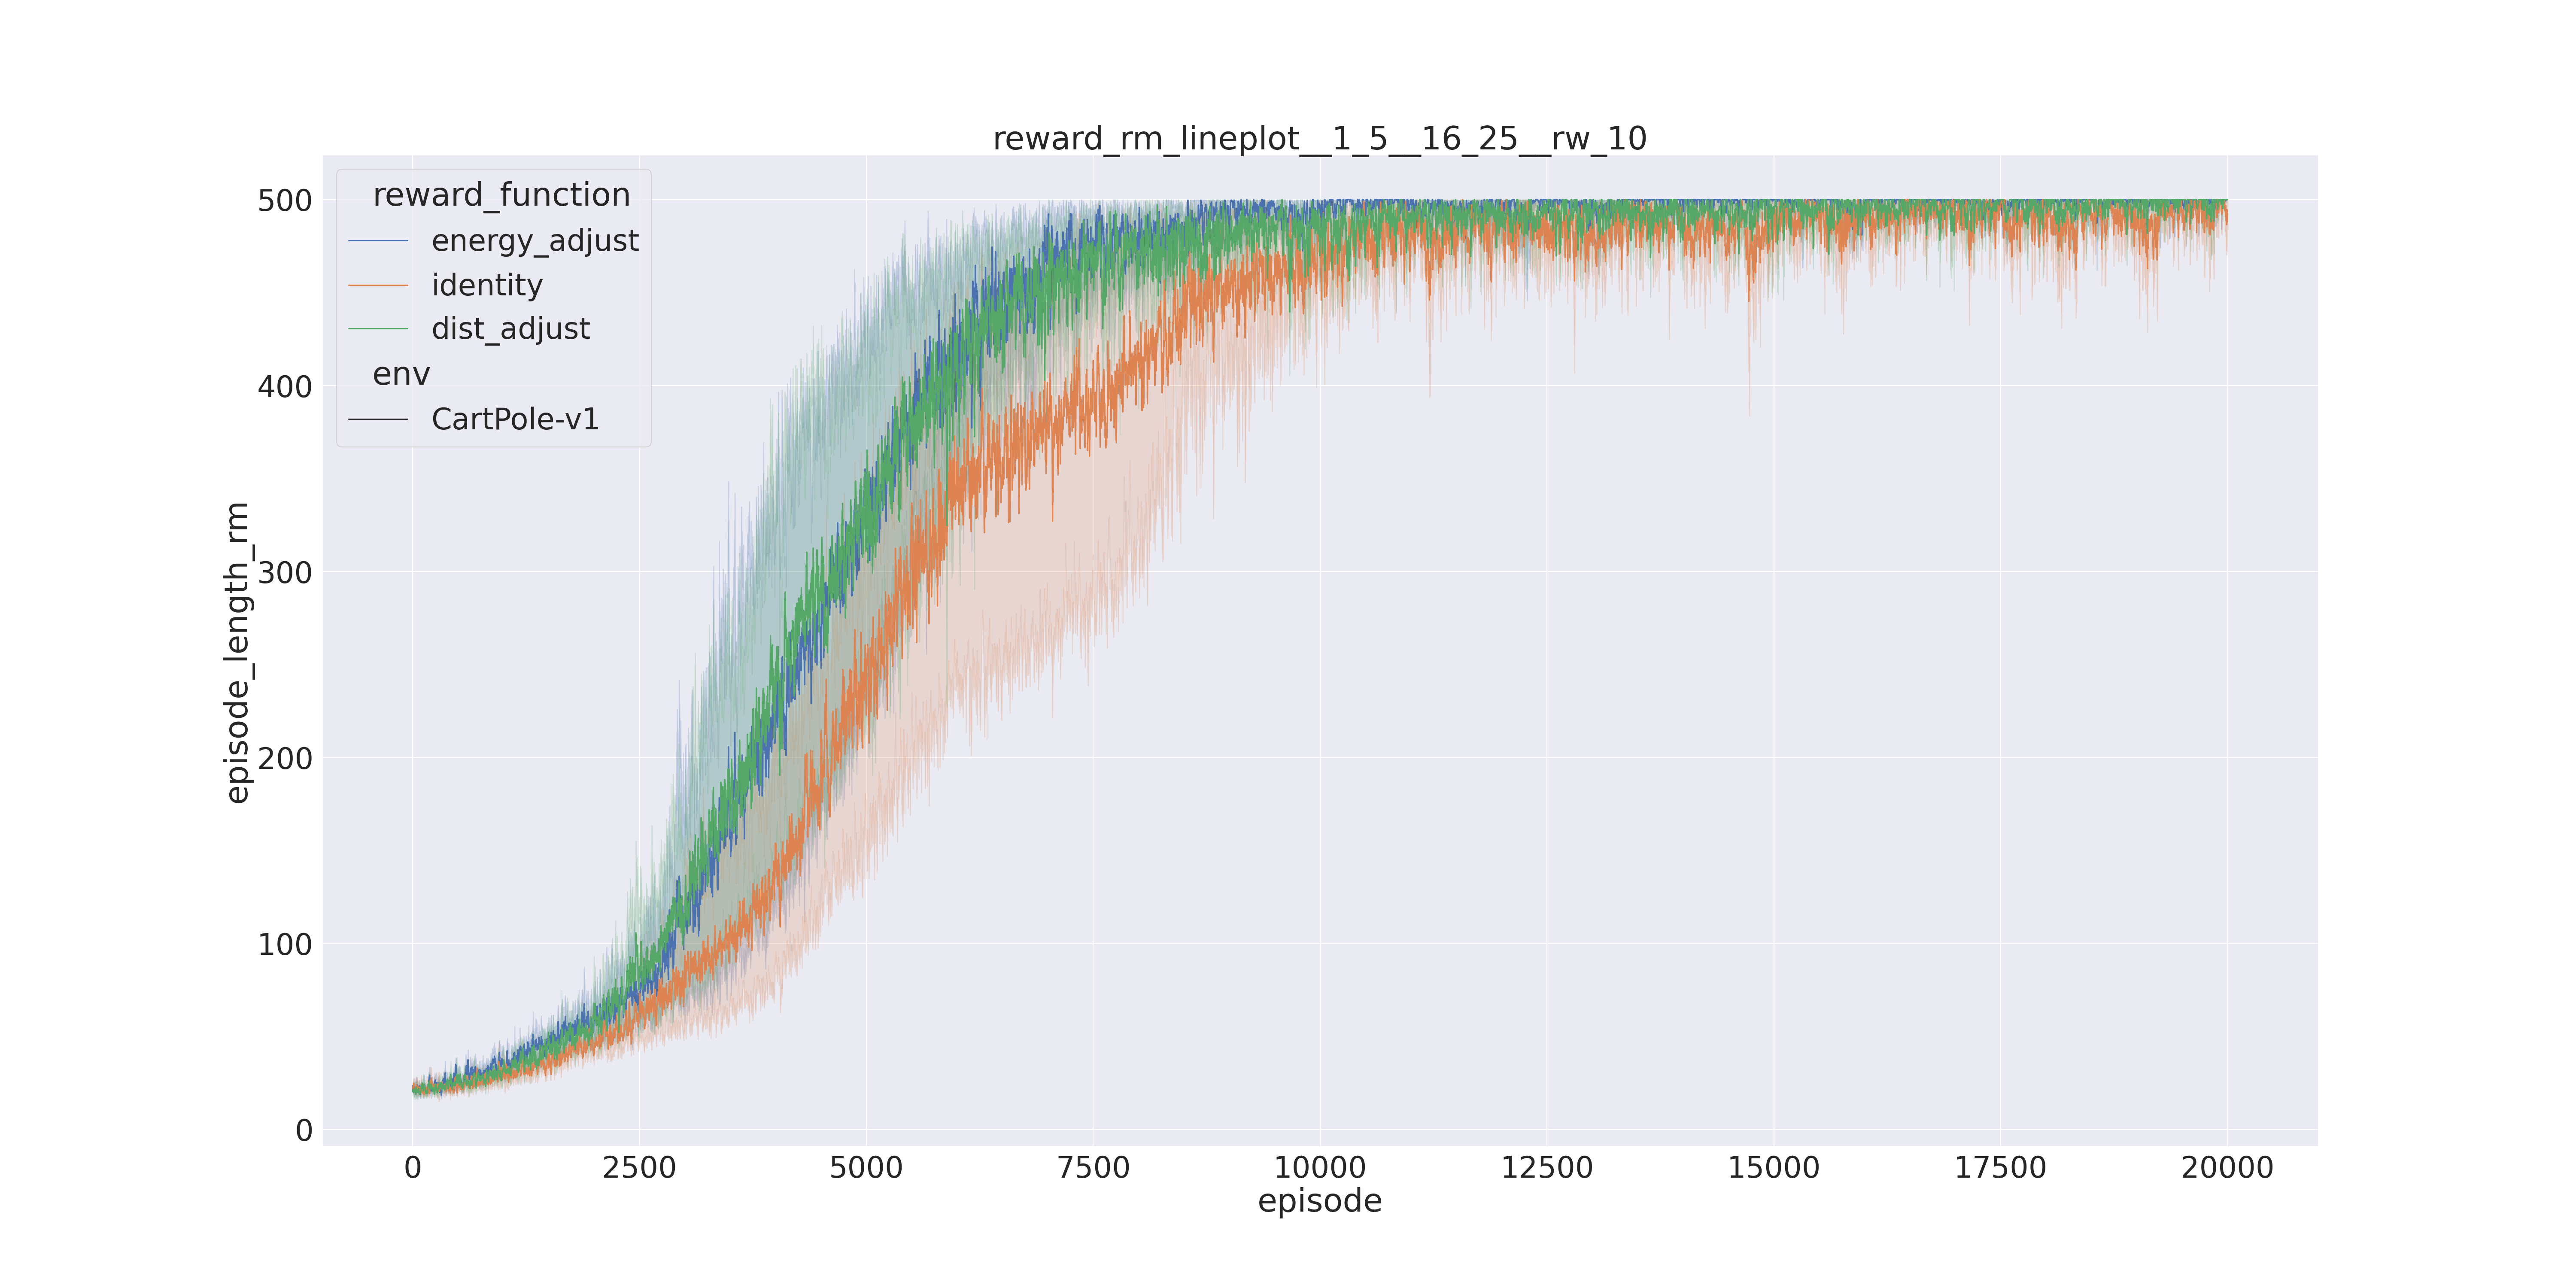 reward_rm_lineplot__1_5__16_25__rw_10
reward_function
energy_adjust
identity
dist_adjust
env
CartPole-v1
episode_length_rm
500
400
300
200
100
0
0 2500 5000 7500 10000 12500 15000 17500 20000
episode